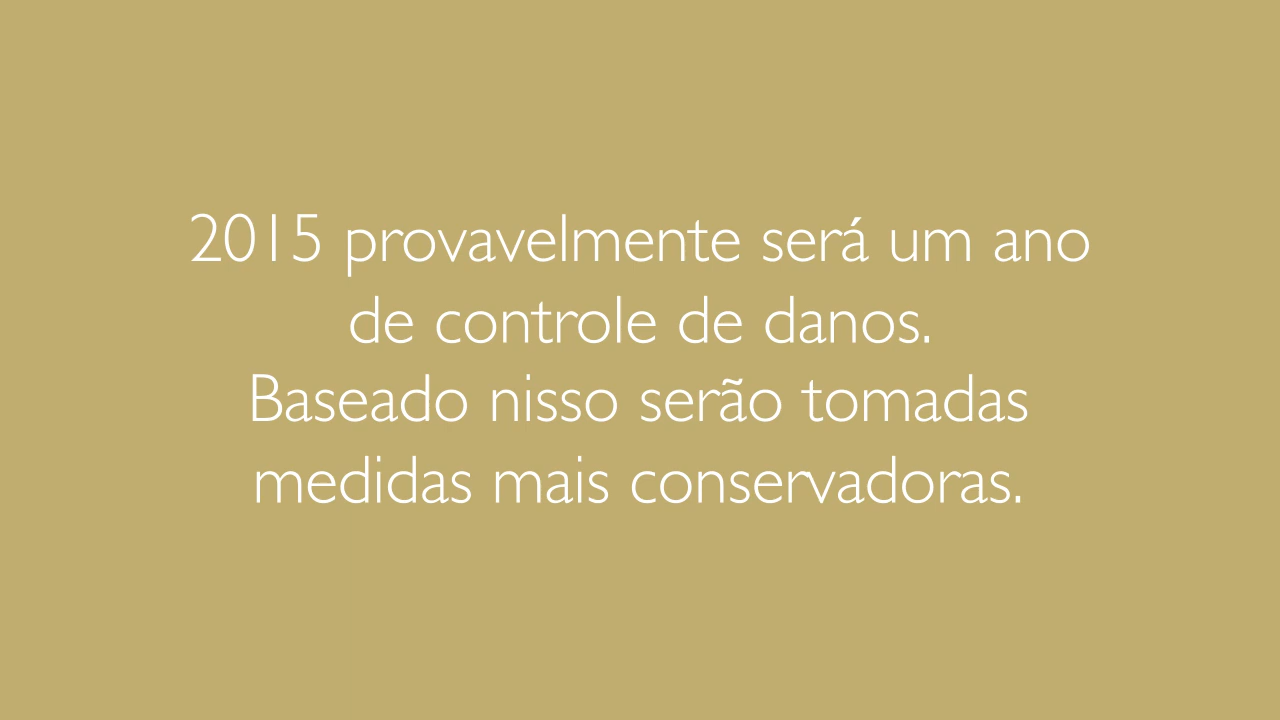 2015 provavelmente será um ano
de controle de danos.
Baseado nisso serão tomadas
medidas mais conservadoras.